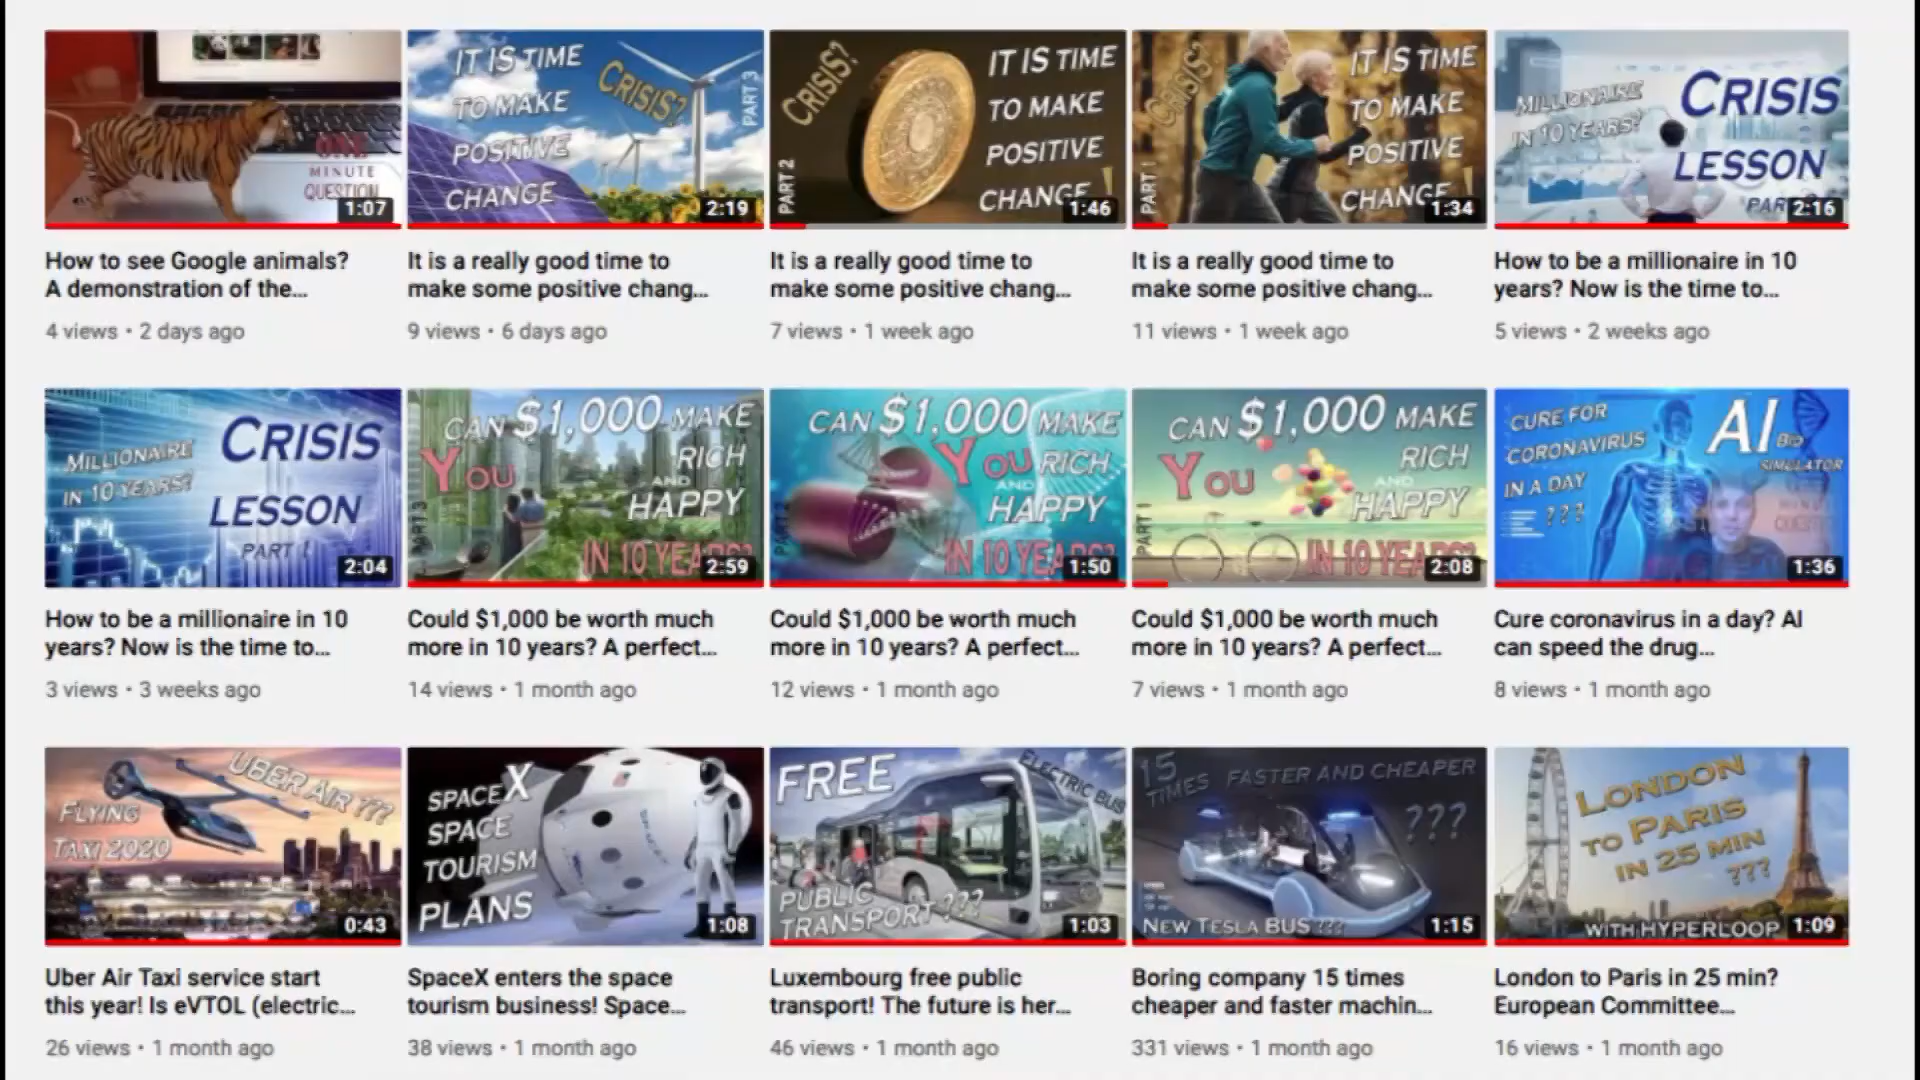 ONE
MINUTE
QUESTION
1:07
IT IS TIME
TO MAKE
POSITIVE
CHANGE
CRISIS?
PART 3
2:19
CRISIS?
IT IS TIME
TO MAKE
POSITIVE
CHANGE!
PART 2
1:46
CRISIS?
IT IS TIME
TO MAKE
POSITIVE
CHANGE!
PART 1
1:34
MILLIONAIRE
IN 10 YEARS?
CRISIS
LESSON
2:16
How to see Google animals?
A demonstration of the...
4 views • 2 days ago
It is a really good time to
make some positive chang...
9 views • 6 days ago
It is a really good time to
make some positive chang...
7 views • 1 week ago
It is a really good time to
make some positive chang...
11 views • 1 week ago
How to be a millionaire in 10
years? Now is the time to...
5 views • 2 weeks ago
MILLIONAIRE
IN 10 YEARS?
CRISIS
LESSON
PART 1
2:04
CAN $1,000 MAKE
YOU RICH
AND
HAPPY
IN 10 YEARS?
PART 3
2:59
CAN $1,000 MAKE
YOU RICH
AND
HAPPY
IN 10 YEARS?
1:50
CAN $1,000 MAKE
YOU RICH
AND
HAPPY
IN 10 YEARS?
PART 1
2:08
CURE FOR
CORONAVIRUS
IN A DAY
???
AI
Bio
SIMULATOR
1:36
How to be a millionaire in 10
years? Now is the time to...
3 views • 3 weeks ago
Could $1,000 be worth much
more in 10 years? A perfect...
14 views • 1 month ago
Could $1,000 be worth much
more in 10 years? A perfect...
12 views • 1 month ago
Could $1,000 be worth much
more in 10 years? A perfect...
7 views • 1 month ago
Cure coronavirus in a day? AI
can speed the drug...
8 views • 1 month ago
UBER AIR ???
FLYING
TAXI 2020
0:43
SPACEX
SPACE
TOURISM
PLANS
1:08
FREE
ELECTRIC BUS
PUBLIC
TRANSPORT ???
1:03
15
TIMES FASTER AND CHEAPER
???
NEW TESLA BUS ???
1:15
LONDON
TO PARIS
IN 25 MIN
???
WITH HYPERLOOP
1:09
Uber Air Taxi service start
this year! Is eVTOL (electric...
26 views • 1 month ago
SpaceX enters the space
tourism business! Space...
38 views • 1 month ago
Luxembourg free public
transport! The future is her...
46 views • 1 month ago
Boring company 15 times
cheaper and faster machin...
331 views • 1 month ago
London to Paris in 25 min?
European Committee...
16 views • 1 month ago